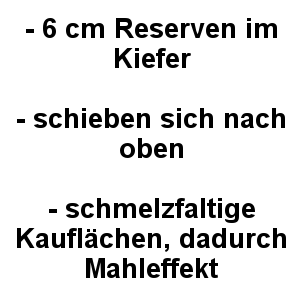 - 6 cm Reserven im
Kiefer
- schieben sich nach
oben
- schmelzfaltige
Kauflächen, dadurch
Mahleffekt